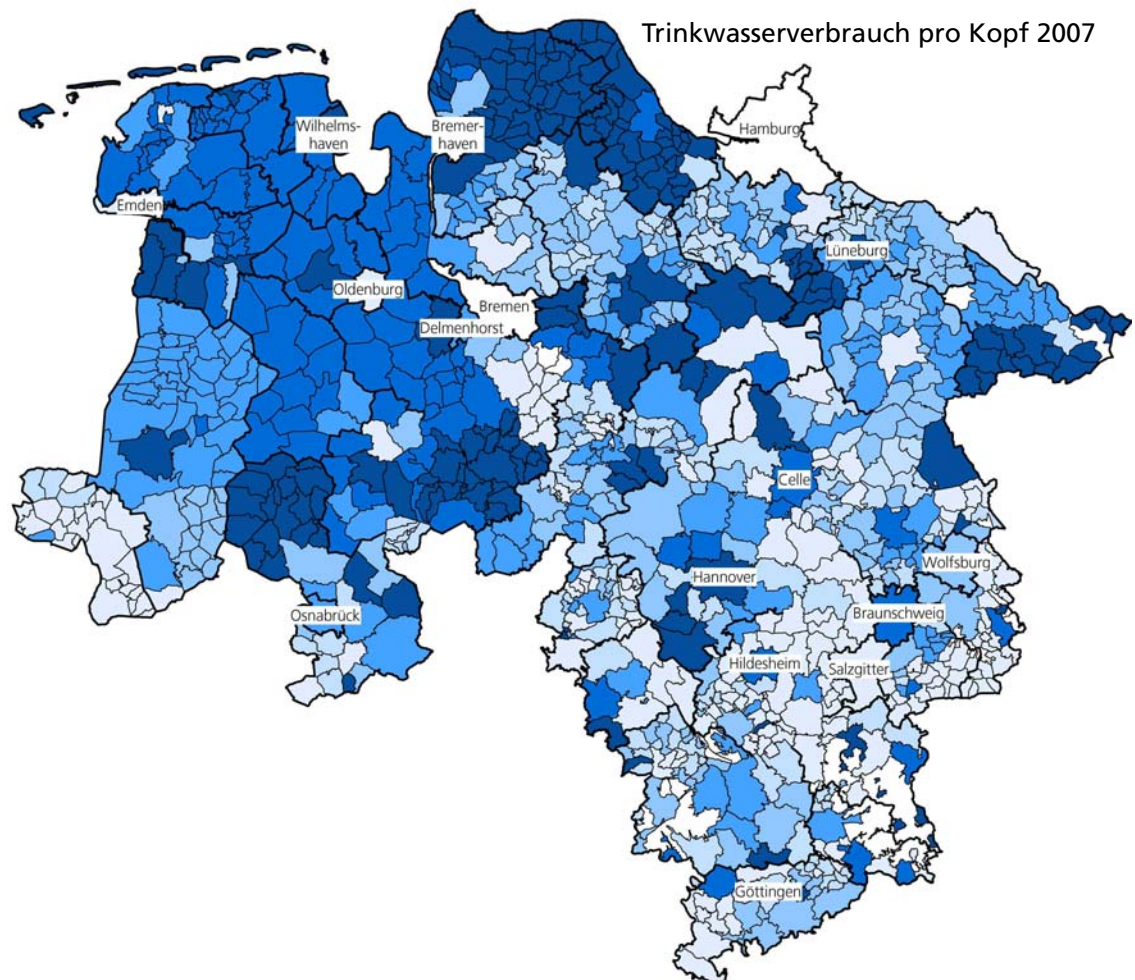 Trinkwasserverbrauch pro Kopf 2007
Hamburg
Wilhelms-
haven
Bremer-
haven
Emden
Lüneburg
Oldenburg
Bremen
Delmenhorst
Celle
Wolfsburg
Hannover
Braunschweig
Osnabrück
Hildesheim
Salzgitter
Göttingen